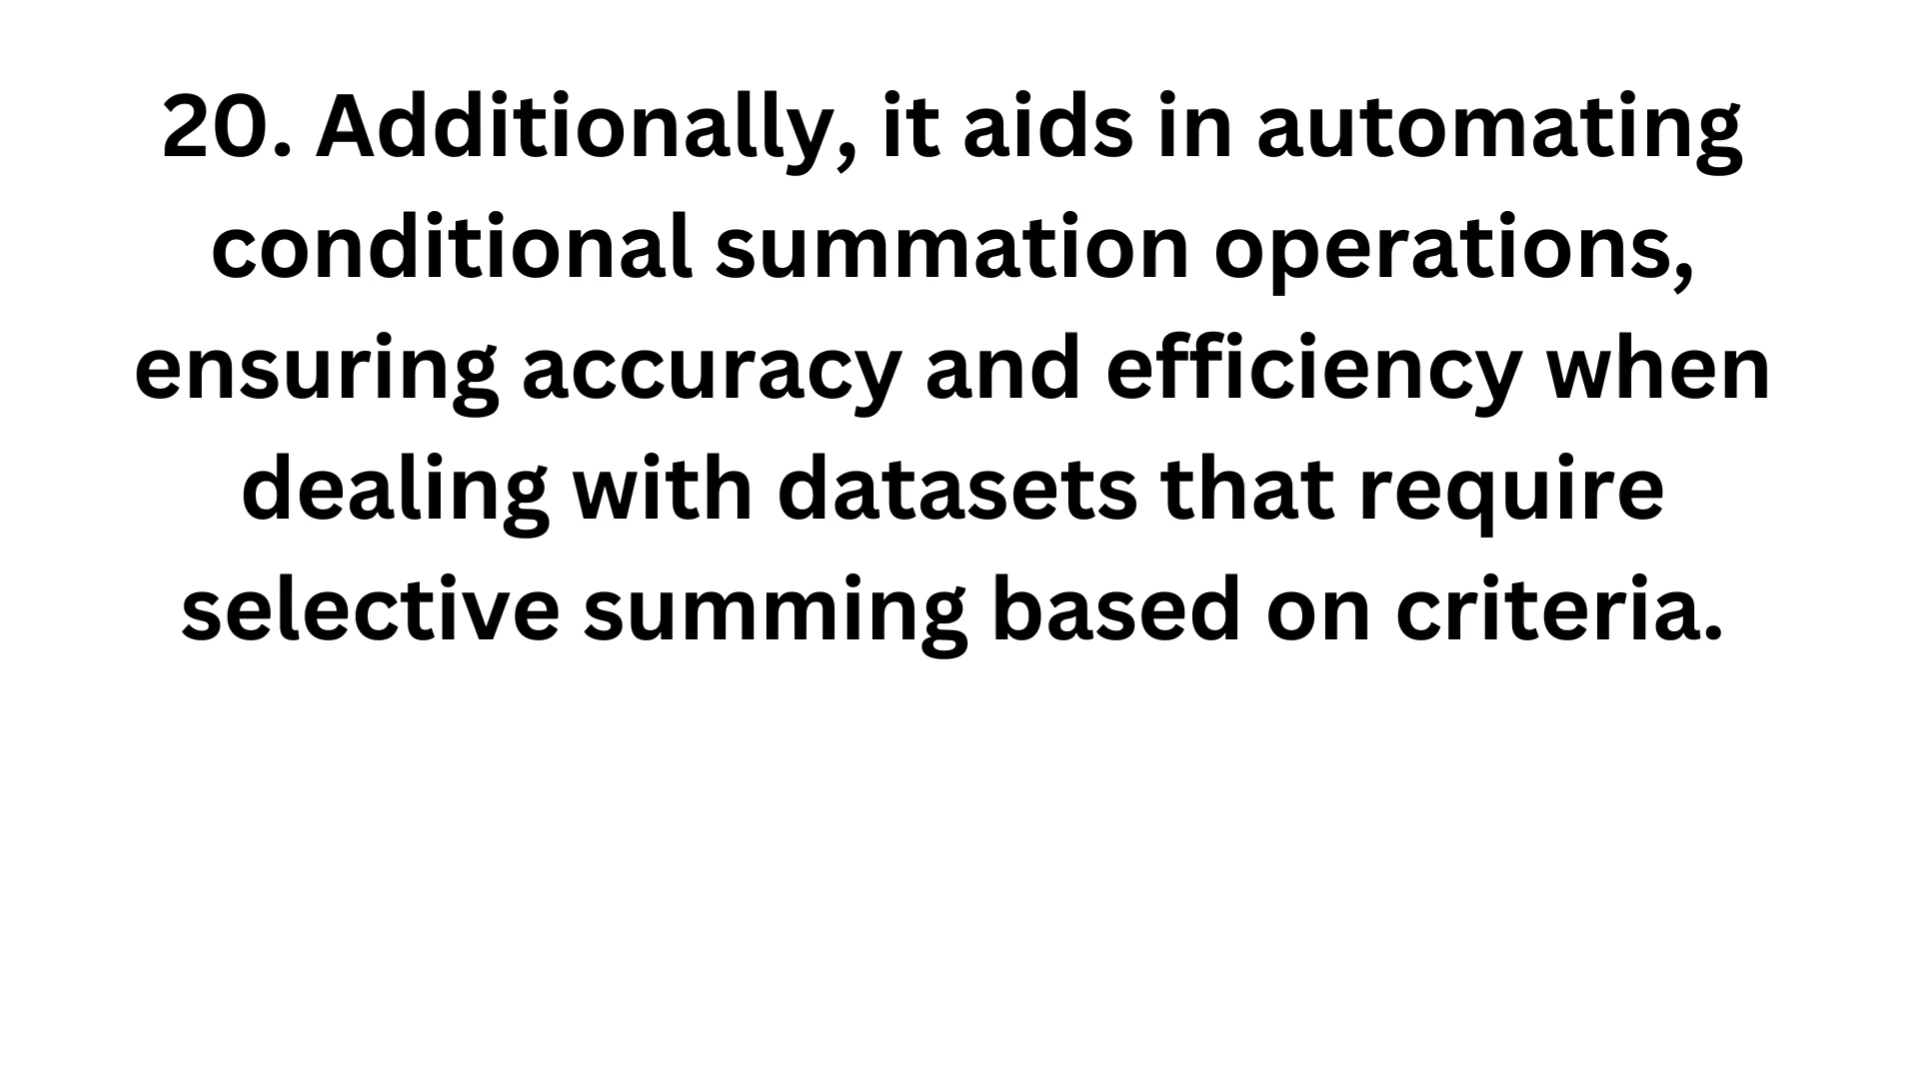 20. Additionally, it aids in automating
conditional summation operations,
ensuring accuracy and efficiency when
dealing with datasets that require
selective summing based on criteria.